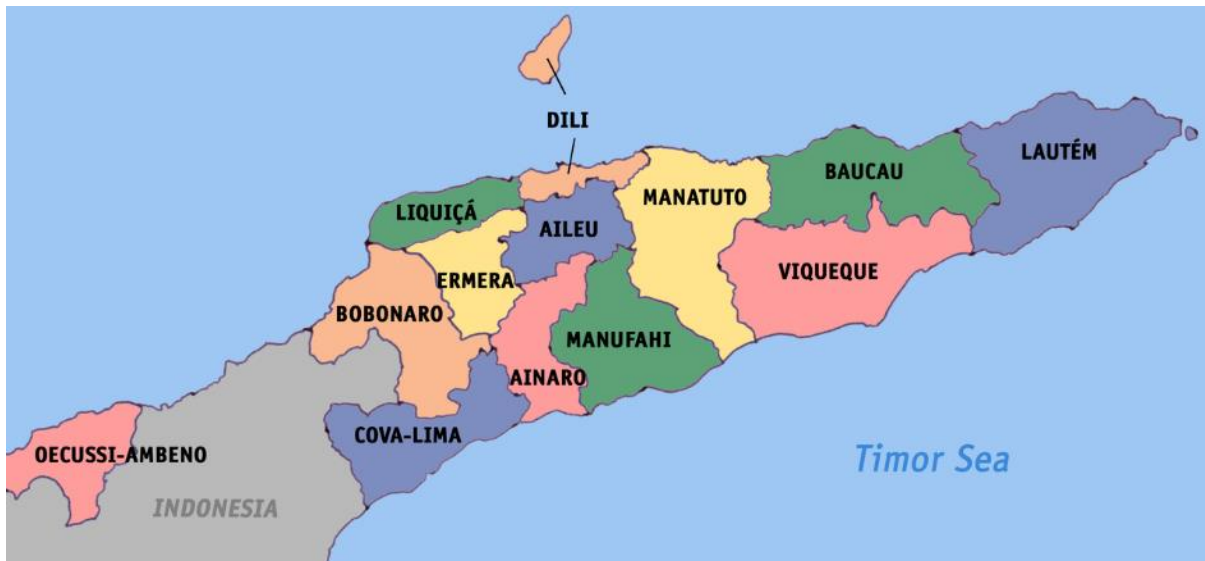 DILI
LAUTÉM
BAUCAU
MANATUTO
LIQUIÇÁ
AILEU
VIQUEQUE
ERMERA
BOBONARO
MANUFAHI
AINARO
COVA-LIMA
OECUSSI-AMBENO
Timor Sea
INDONESIA